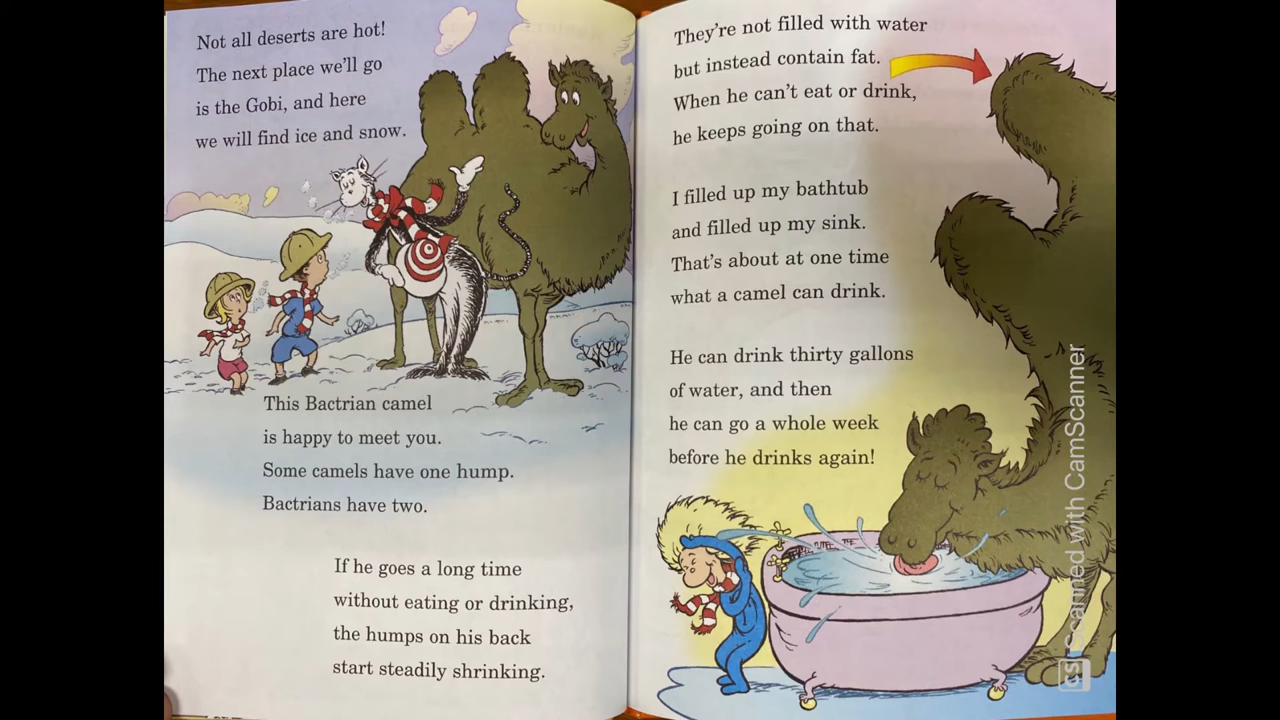 Not all deserts are hot!
The next place we'll go
is the Gobi, and here
we will find ice and snow.
This Bactrian camel
is happy to meet you.
Some camels have one hump.
Bactrians have two.
If he goes a long time
without eating or drinking,
the humps on his back
start steadily shrinking.
They're not filled with water
but instead contain fat.
When he can't eat or drink,
he keeps going on that.
I filled up my bathtub
and filled up my sink.
That's about at one time
what a camel can drink.
He can drink thirty gallons
of water, and then
he can go a whole week
before he drinks again!
CS Scanned with CamScanner